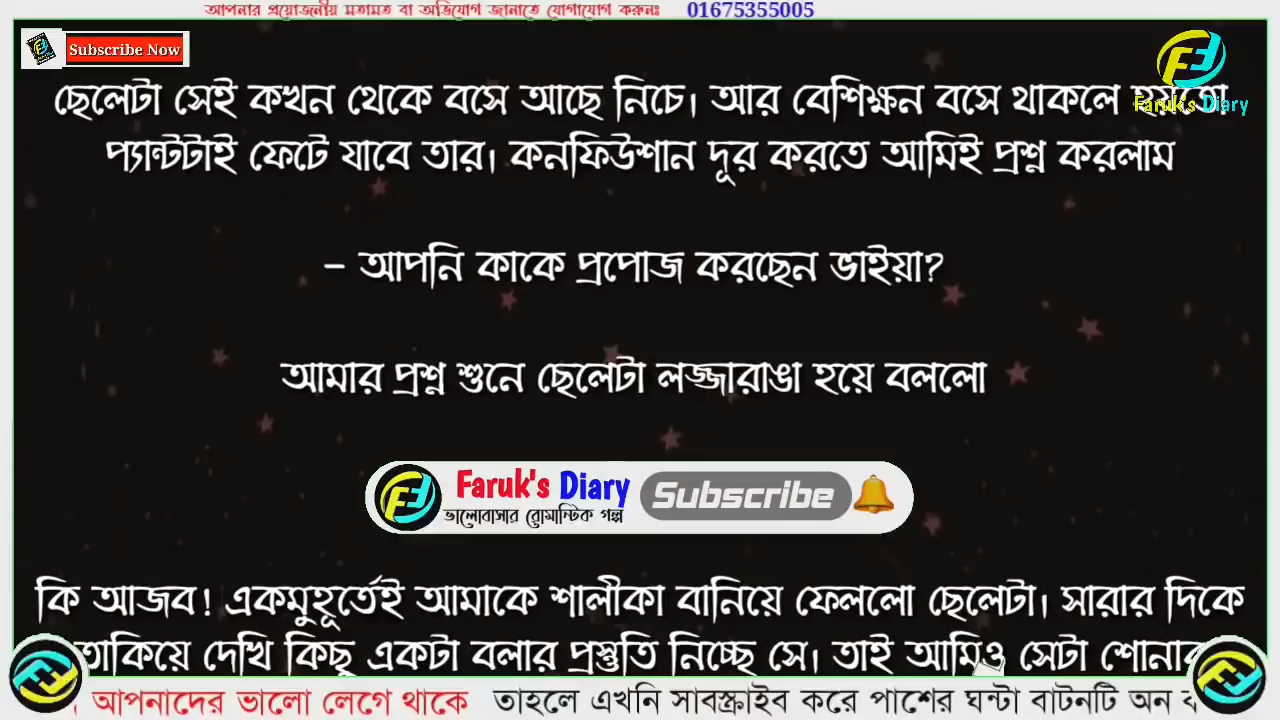 আপনার প্রয়োজনীয় মতামত বা অভিযোগ জানাতে যোগাযোগ করুনঃ 01675355005
Subscribe Now
Faruk's Diary
ছেলেটা সেই কখন থেকে বসে আছে নিচে। আর বেশিক্ষন বসে থাকলে হয়তো
প্যান্টটাই ফেটে যাবে তার। কনফিউশান দূর করতে আমিই প্রশ্ন করলাম
– আপনি কাকে প্রপোজ করছেন ভাইয়া?
আমার প্রশ্ন শুনে ছেলেটা লজ্জারাঙা হয়ে বললো
Faruk's Diary Subscribe
ভালোবাসার রোমান্টিক গল্প
কি আজব! একমুহূর্তেই আমাকে শালীকা বানিয়ে ফেললো ছেলেটা। সারার দিকে
তাকিয়ে দেখি কিছু একটা বলার প্রস্তুতি নিচ্ছে সে। তাই আমিও সেটা শোনার
আপনাদের ভালো লেগে থাকে তাহলে এখনি সাবস্ক্রাইব করে পাশের ঘন্টা বাটনটি অন